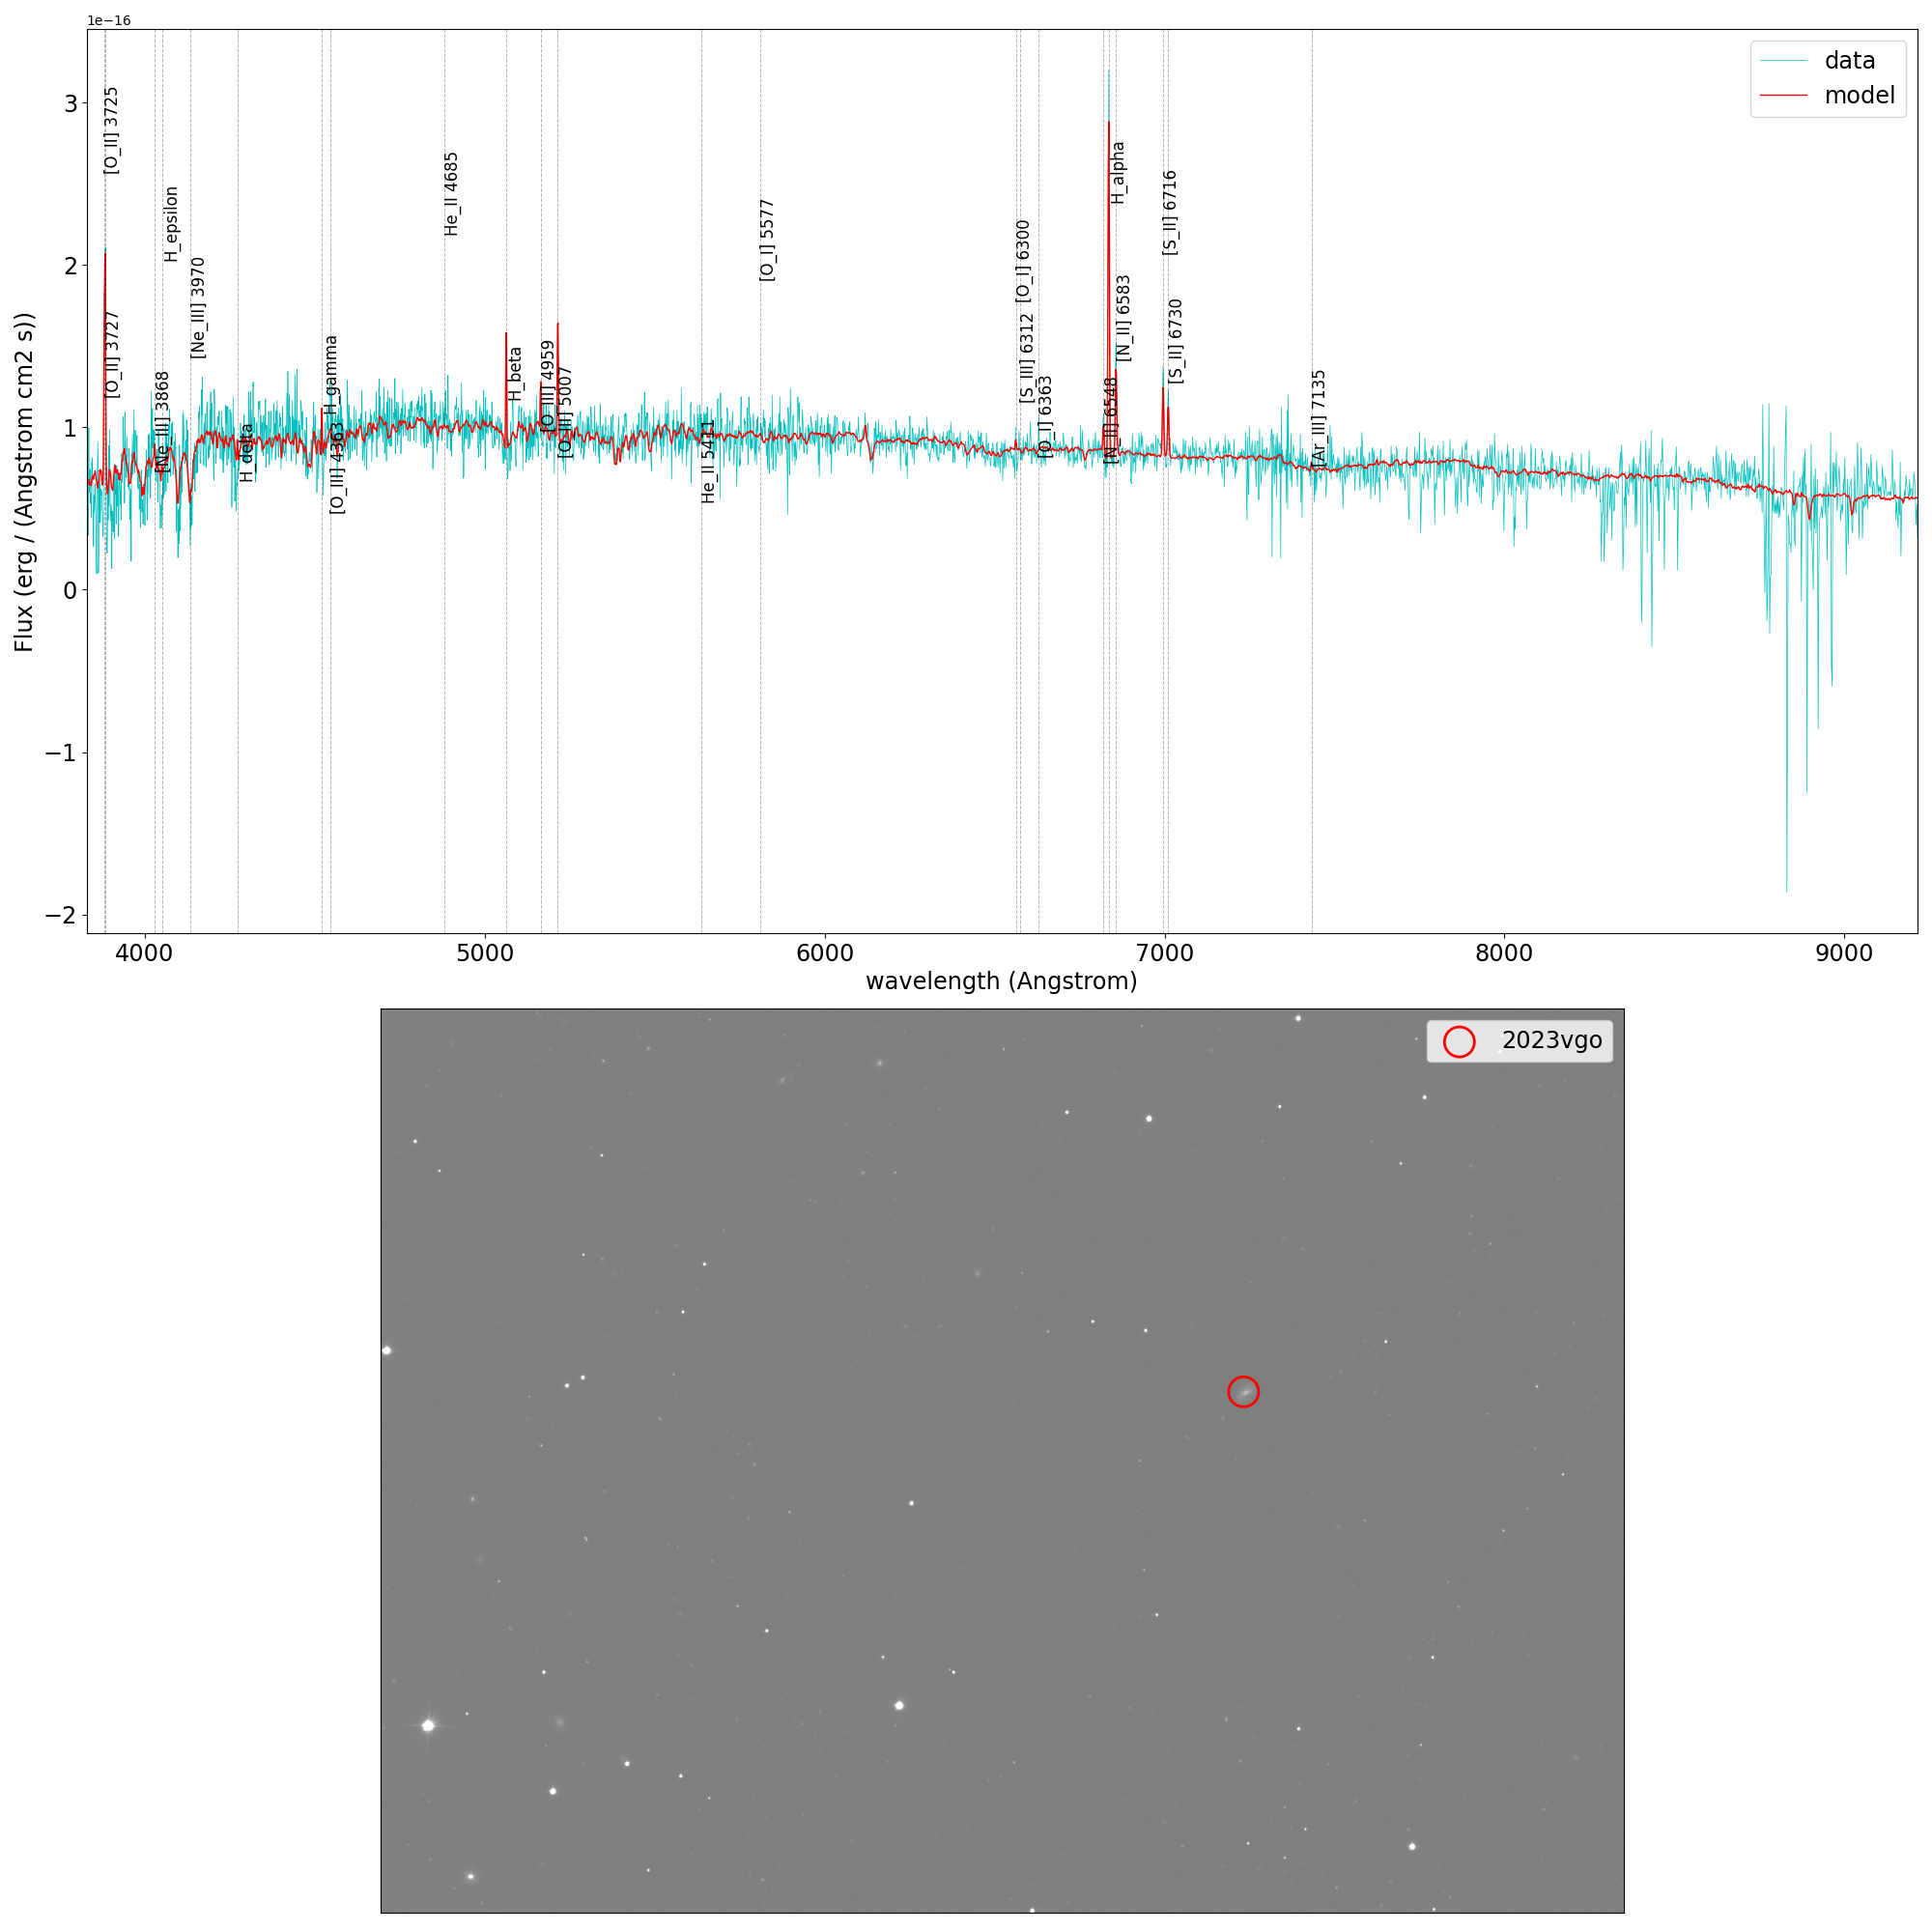 1e−16
data
model
3
2
1
0
−1
−2
Flux (erg / (Angstrom cm2 s))
[O_II] 3725
[O_II] 3727
[Ne_III] 3868
H_epsilon
[Ne_III] 3970
H_delta
H_gamma
[O_III] 4363
He_II 4685
H_beta
[O_III] 4959
[O_III] 5007
He_II 5411
[O_I] 5577
[O_I] 6300
[S_III] 6312
[O_I] 6363
[N_II] 6548
H_alpha
[N_II] 6583
[S_II] 6716
[S_II] 6730
[Ar_III] 7135
4000 5000 6000 7000 8000 9000
wavelength (Angstrom)
2023vgo